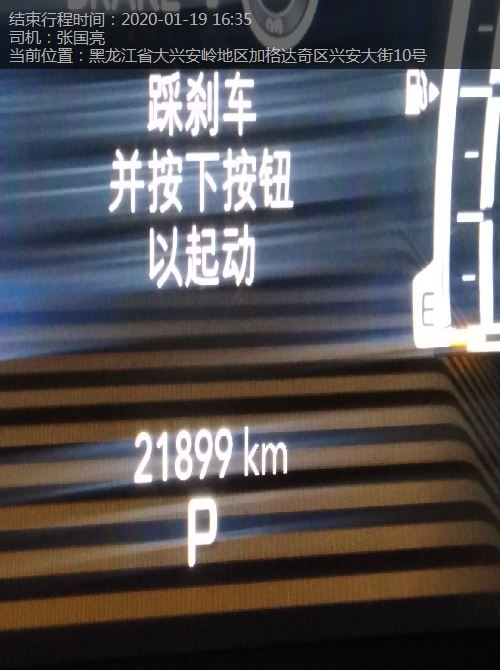 结束行程时间：2020-01-19 16:35
司机：张国亮
当前位置：黑龙江省大兴安岭地区加格达奇区兴安大街10号
踩刹车
并按下按钮
以起动
E
21899 km
P